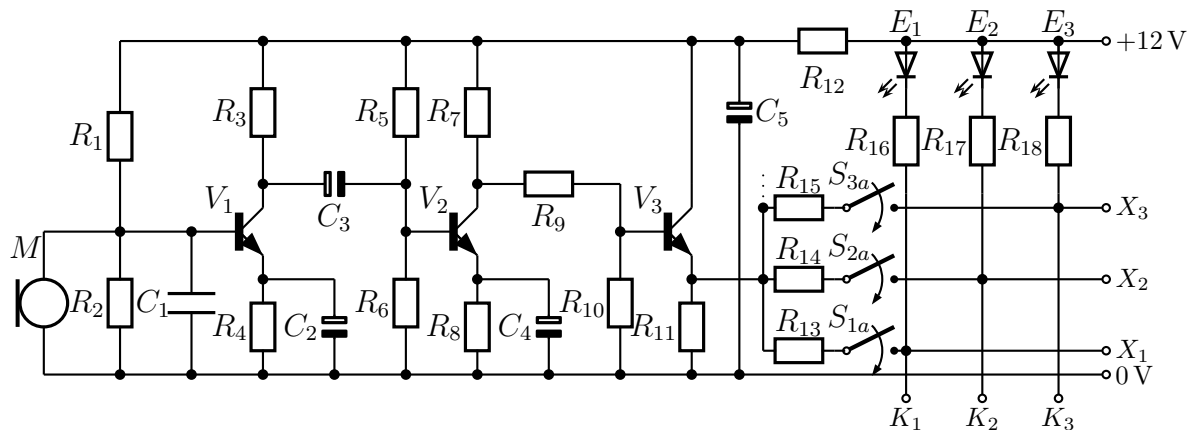 E₁ E₂ E₃
+12 V
R₁₂
R₃ R₅ R₇ C₅
R₁ R₁₆ R₁₇ R₁₈
R₁₅ S₃ₐ
V₁ C₃ V₂ R₉ V₃ X₃
M R₁₄ S₂ₐ
R₂ C₁ R₄ C₂ R₆ R₈ C₄ R₁₀ R₁₁ X₂
R₁₃ S₁ₐ
X₁
0 V
K₁ K₂ K₃